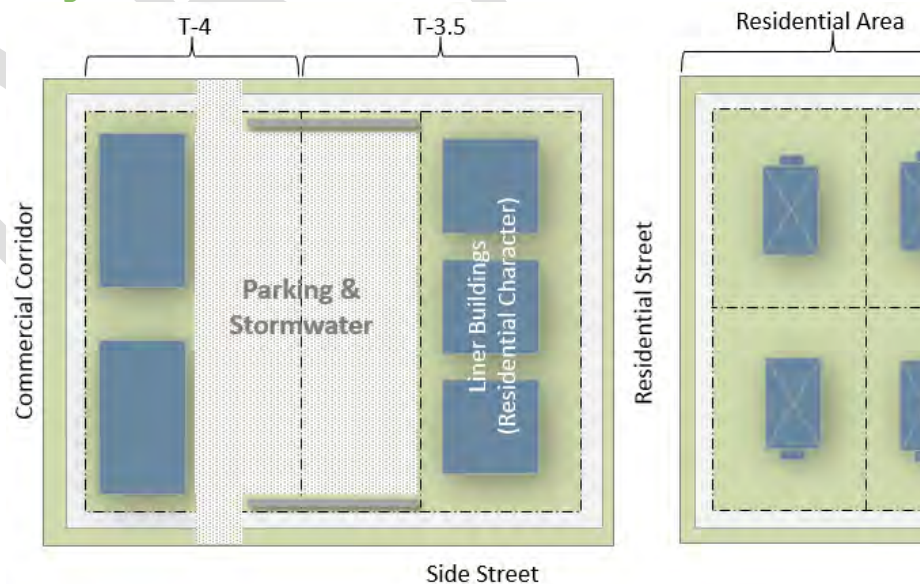 T-4
T-3.5
Residential Area
Commercial Corridor
Parking &
Stormwater
Liner Buildings
(Residential Character)
Residential Street
Side Street